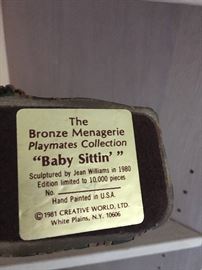 The
Bronze Menagerie
Playmates Collection
"Baby Sittin' "
Sculptured by Jean Williams in 1980
Edition limited to 10,000 pieces
No.
Hand Painted in U.S.A.
© 1981 CREATIVE WORLD, LTD.
White Plains, N.Y. 10606